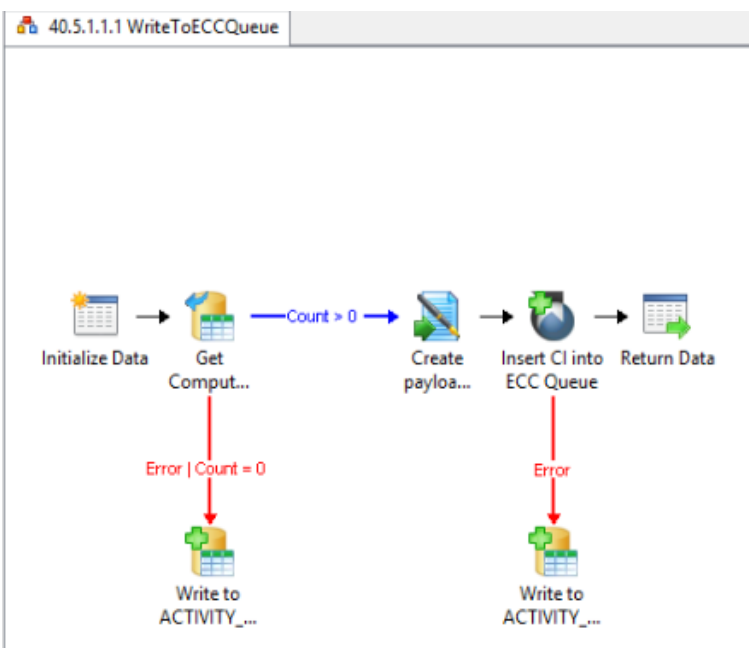 40.5.1.1.1 WriteToECCQueue
Count > 0
Initialize Data
Get
Comput...
Create
payloa...
Insert CI into
ECC Queue
Return Data
Error | Count = 0
Error
Write to
ACTIVITY_...
Write to
ACTIVITY_...